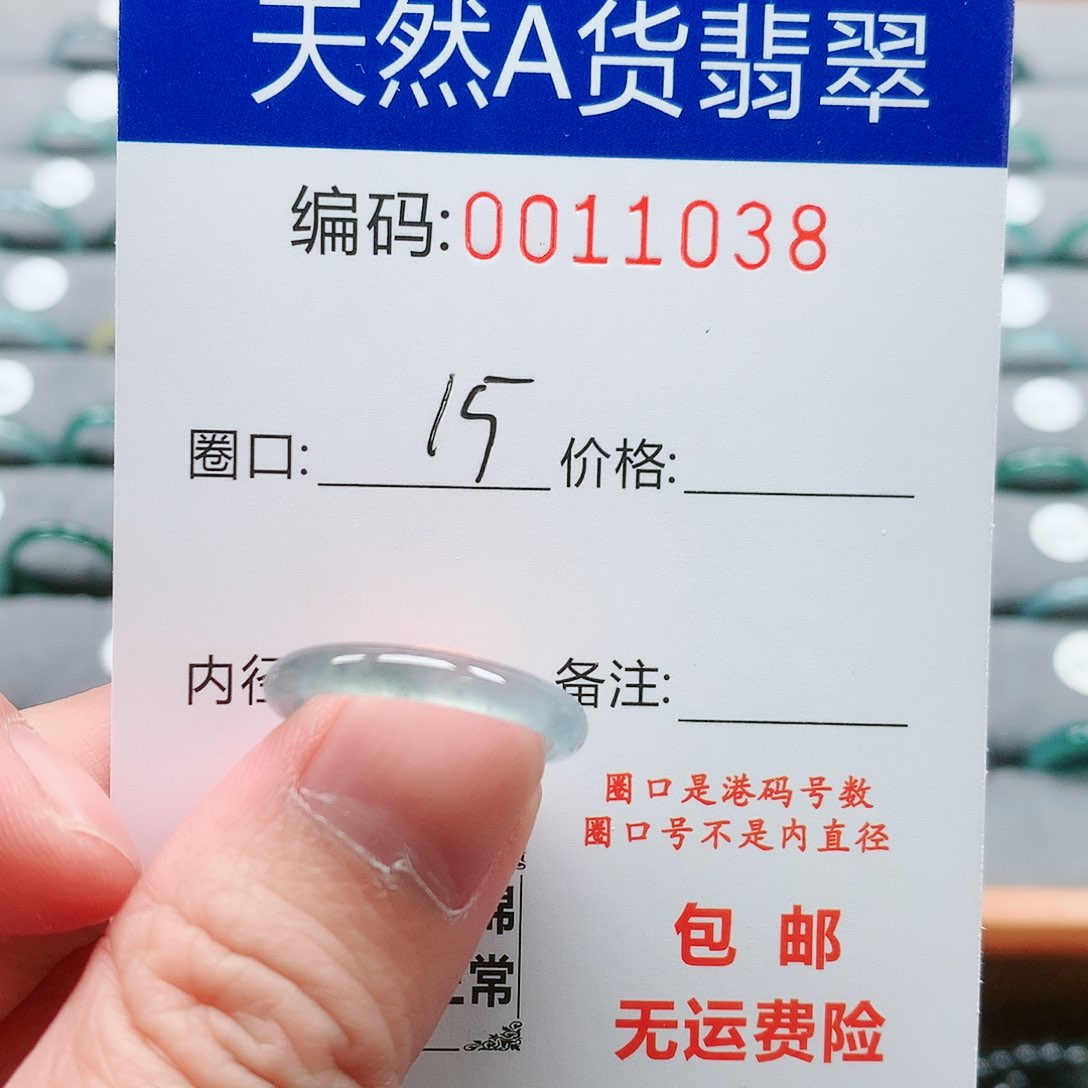 天然A货翡翠
编码:0011038
圈口: 15 价格:
内径 备注:
圈口是港码号数
圈口号不是内直径
包邮
常
无运费险